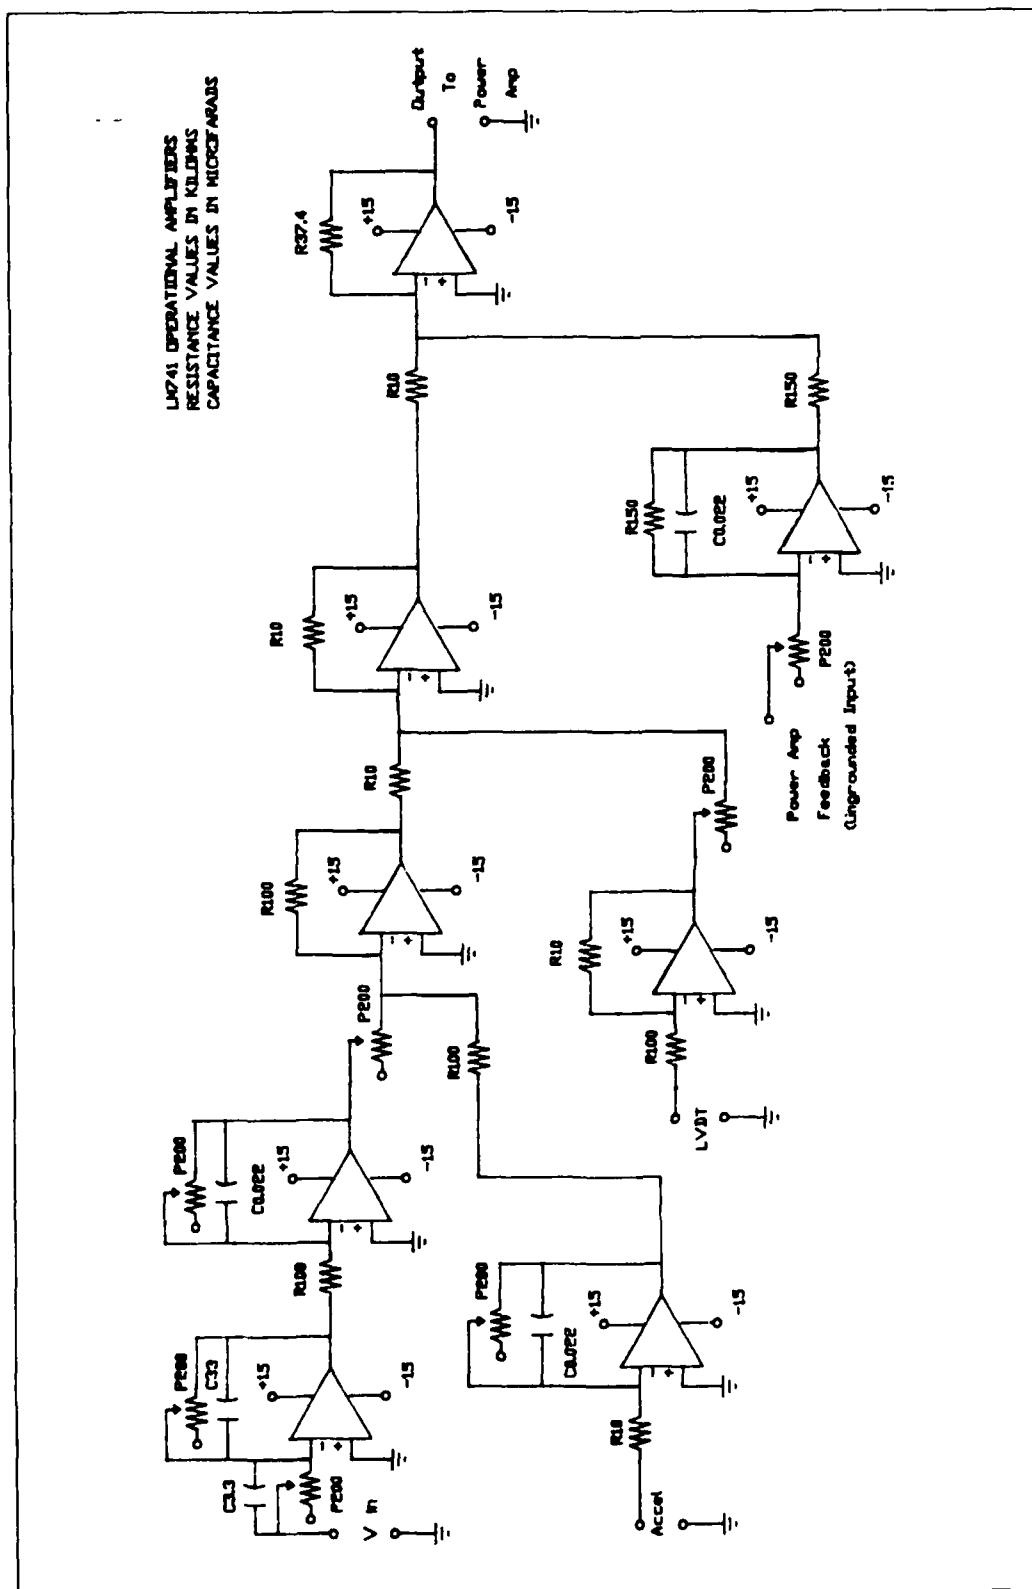 LM741 OPERATIONAL AMPLIFIERS
RESISTANCE VALUES IN KILOHMS
CAPACITANCE VALUES IN MICROFARADS
C3.3
P200
V in
P200
C33
+15
-15
- +
R100
P200
C0.022
+15
-15
- +
P200
R100
+15
-15
- +
R10
R10
+15
-15
- +
R10
R37.4
+15
-15
- +
Output
To
Power
Amp
Accel
R10
P200
C0.022
+15
-15
- +
R100
LVDT
R100
R10
+15
-15
- +
P200
Power Amp
Feedback
(Ungrounded Input)
P200
R150
C0.022
+15
-15
- +
R150